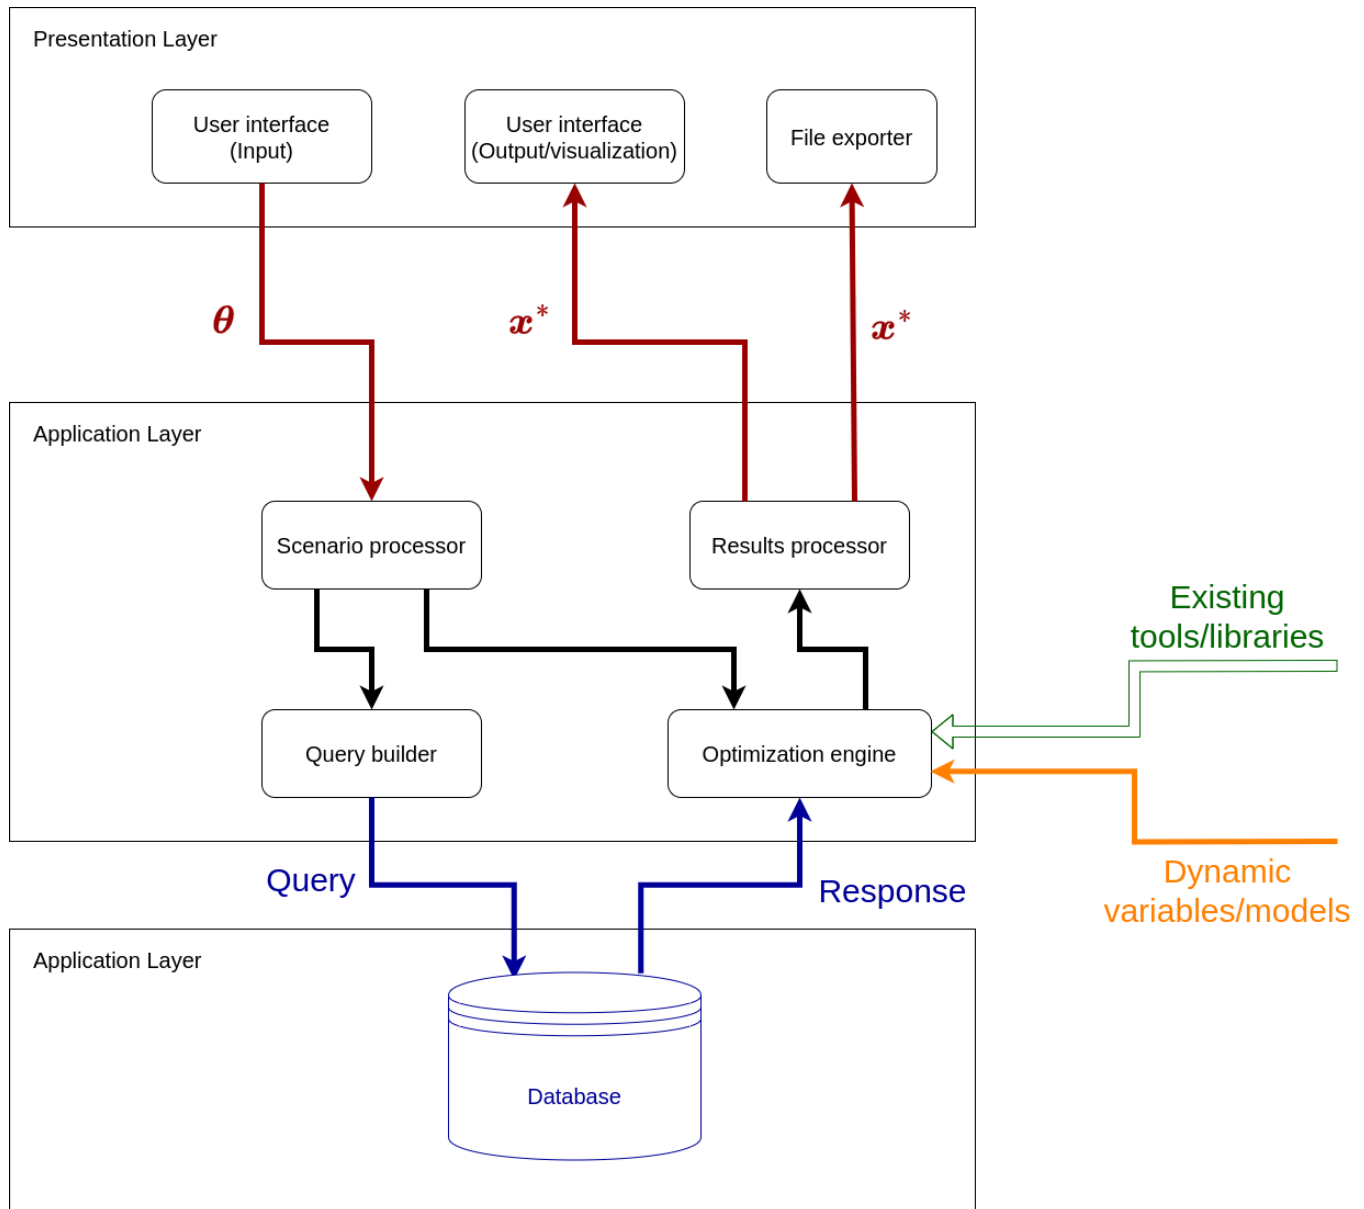 Presentation Layer
User interface
(Input)
User interface
(Output/visualization)
File exporter
θ
x*
x*
Application Layer
Scenario processor
Results processor
Existing
tools/libraries
Query builder
Optimization engine
Query
Response
Dynamic
variables/models
Application Layer
Database